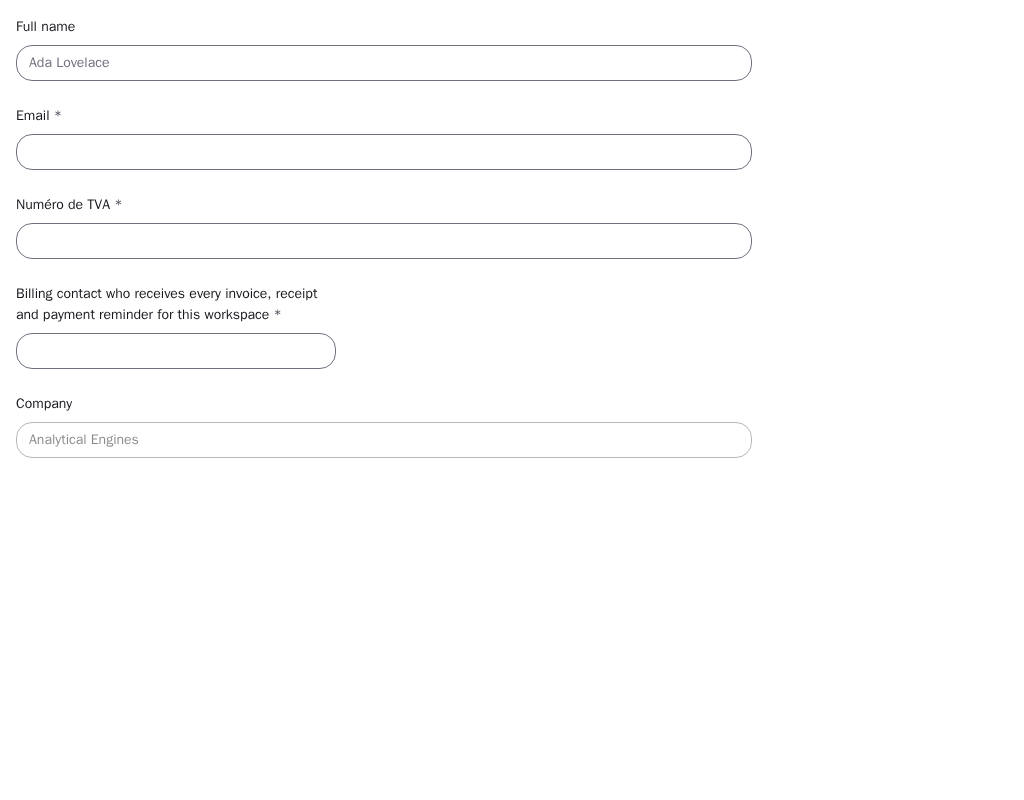 Full name
Ada Lovelace
Email *
Numéro de TVA *
Billing contact who receives every invoice, receipt
and payment reminder for this workspace *
Company
Analytical Engines